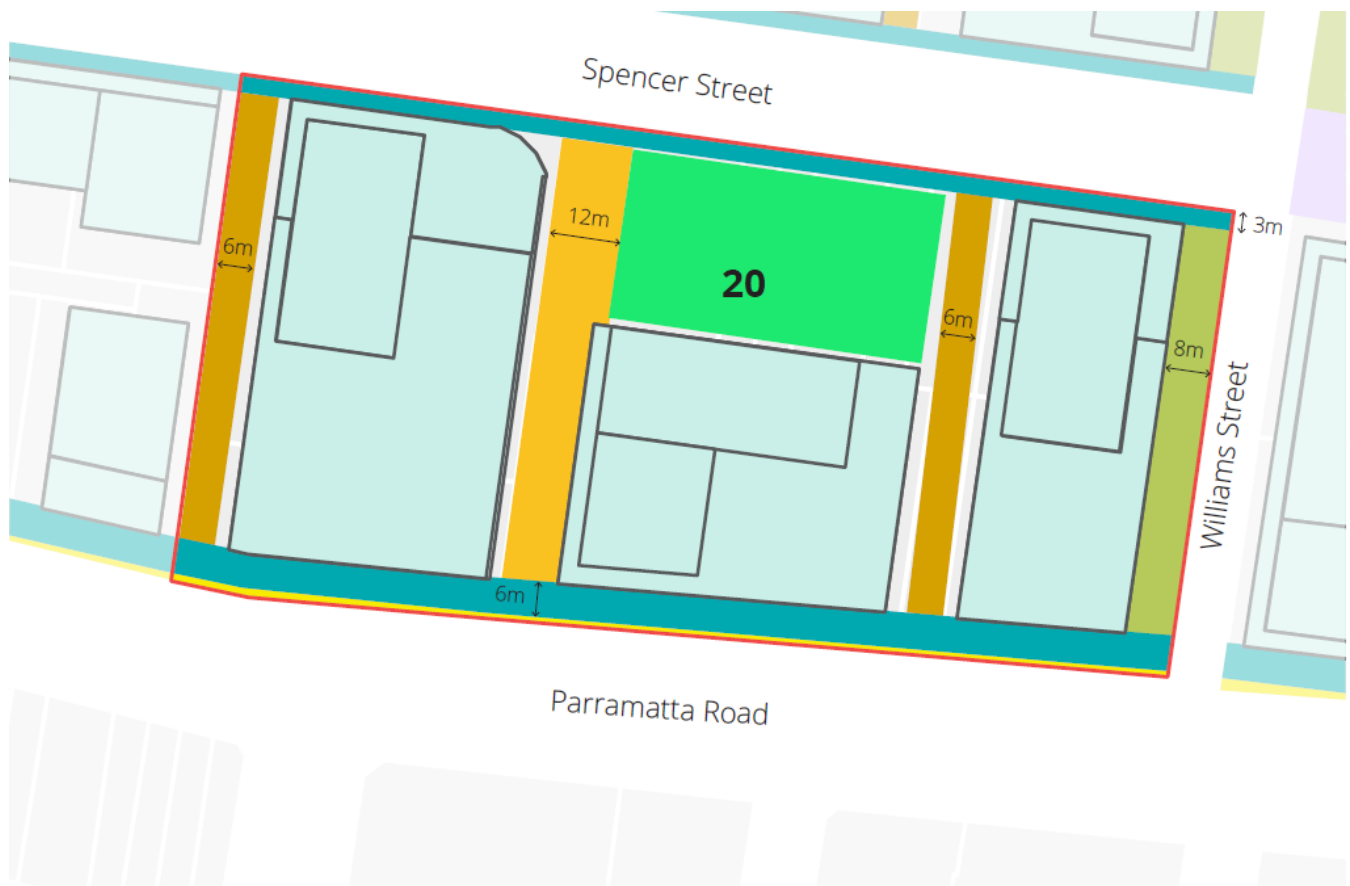 Spencer Street
12m
3m
6m
20
6m
8m
Williams Street
6m
Parramatta Road